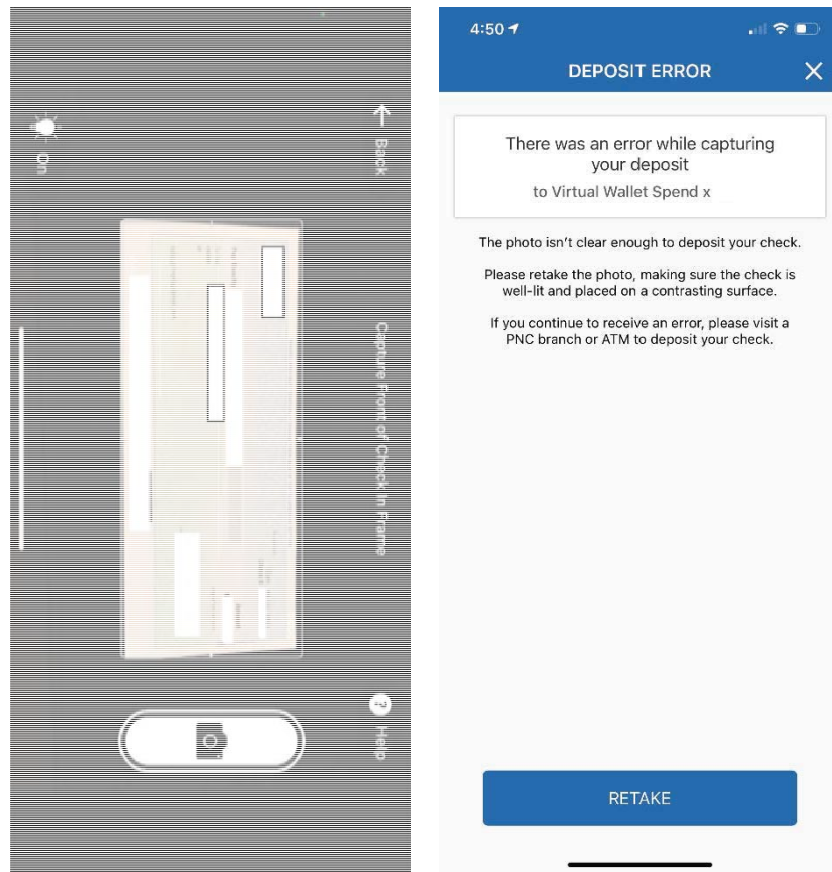 Back
Capture Front of Check in Frame
On
Help
4:50
DEPOSIT ERROR
There was an error while capturing
your deposit
to Virtual Wallet Spend x
The photo isn't clear enough to deposit your check.
Please retake the photo, making sure the check is
well-lit and placed on a contrasting surface.
If you continue to receive an error, please visit a
PNC branch or ATM to deposit your check.
RETAKE